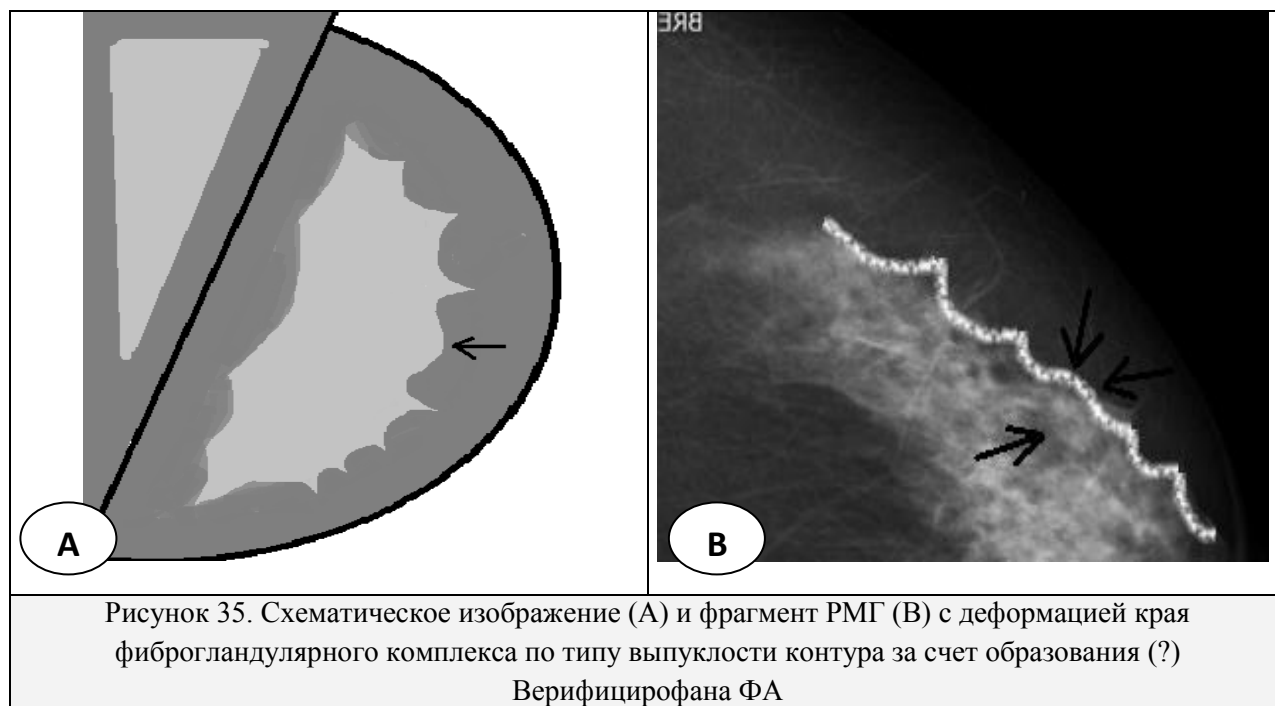 BRE
A
B
Рисунок 35. Схематическое изображение (А) и фрагмент РМГ (В) с деформацией края
фиброгландулярного комплекса по типу выпуклости контура за счет образования (?)
Верифицирофана ФА